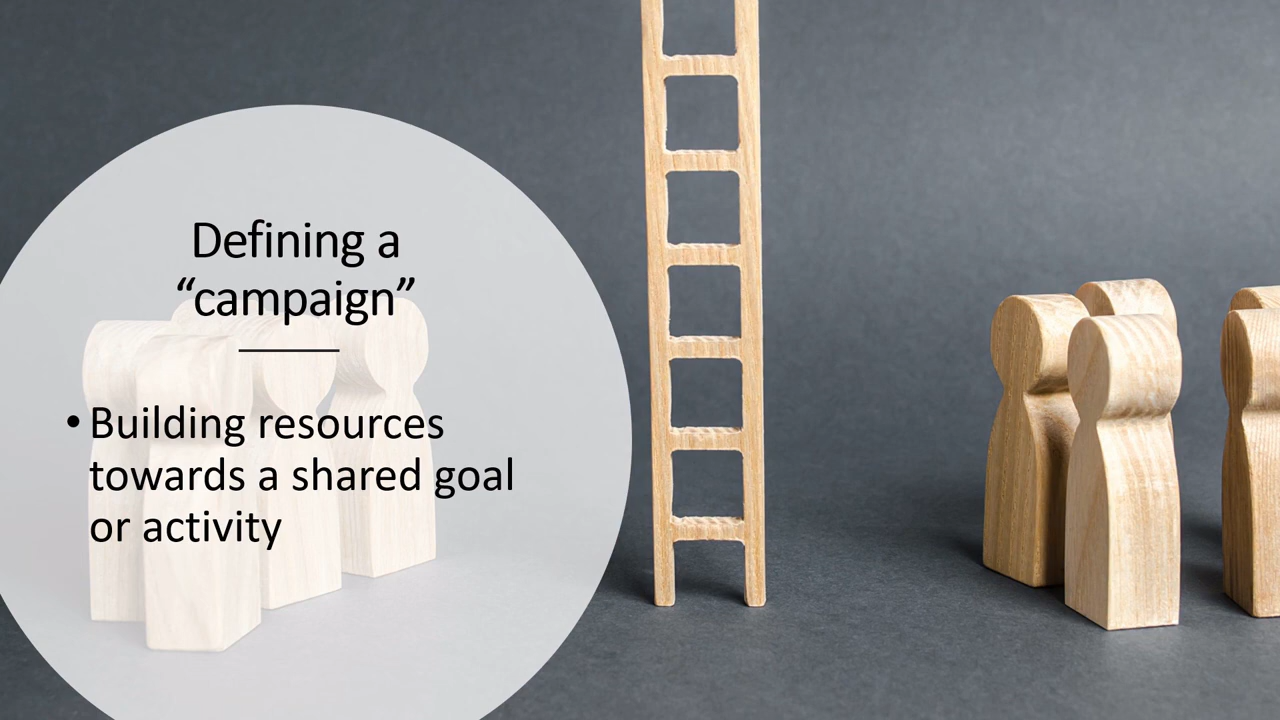 Defining a
“campaign”
• Building resources
towards a shared goal
or activity